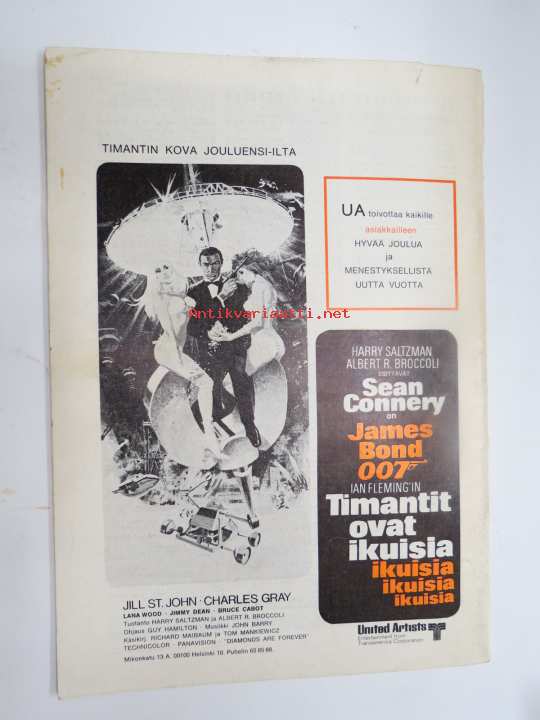 TIMANTIN KOVA JOULUENSI-ILTA
UA toivottaa kaikille
asiakkailleen
HYVÄÄ JOULUA
ja
MENESTYKSELLISTA
UUTTA VUOTTA
Antikvariaatti.net
HARRY SALTZMAN
ALBERT R. BROCCOLI
ESITTÄVÄT
Sean
Connery
on
James
Bond
007
IAN FLEMING'IN
Timantit
ovat
ikuisia
ikuisia
ikuisia
ikuisia
JILL ST. JOHN · CHARLES GRAY
LANA WOOD · JIMMY DEAN · BRUCE CABOT
Tuotanto HARRY SALTZMAN ja ALBERT R. BROCCOLI
Ohjaus GUY HAMILTON · Musiikki JOHN BARRY
Käsikirj. RICHARD MAIBAUM ja TOM MANKIEWICZ
TECHNICOLOR · PANAVISION · "DIAMONDS ARE FOREVER"
Mikonkatu 13 A, 00100 Helsinki 10. Puhelin
United Artists
Entertainment from
Transamerica Corporation